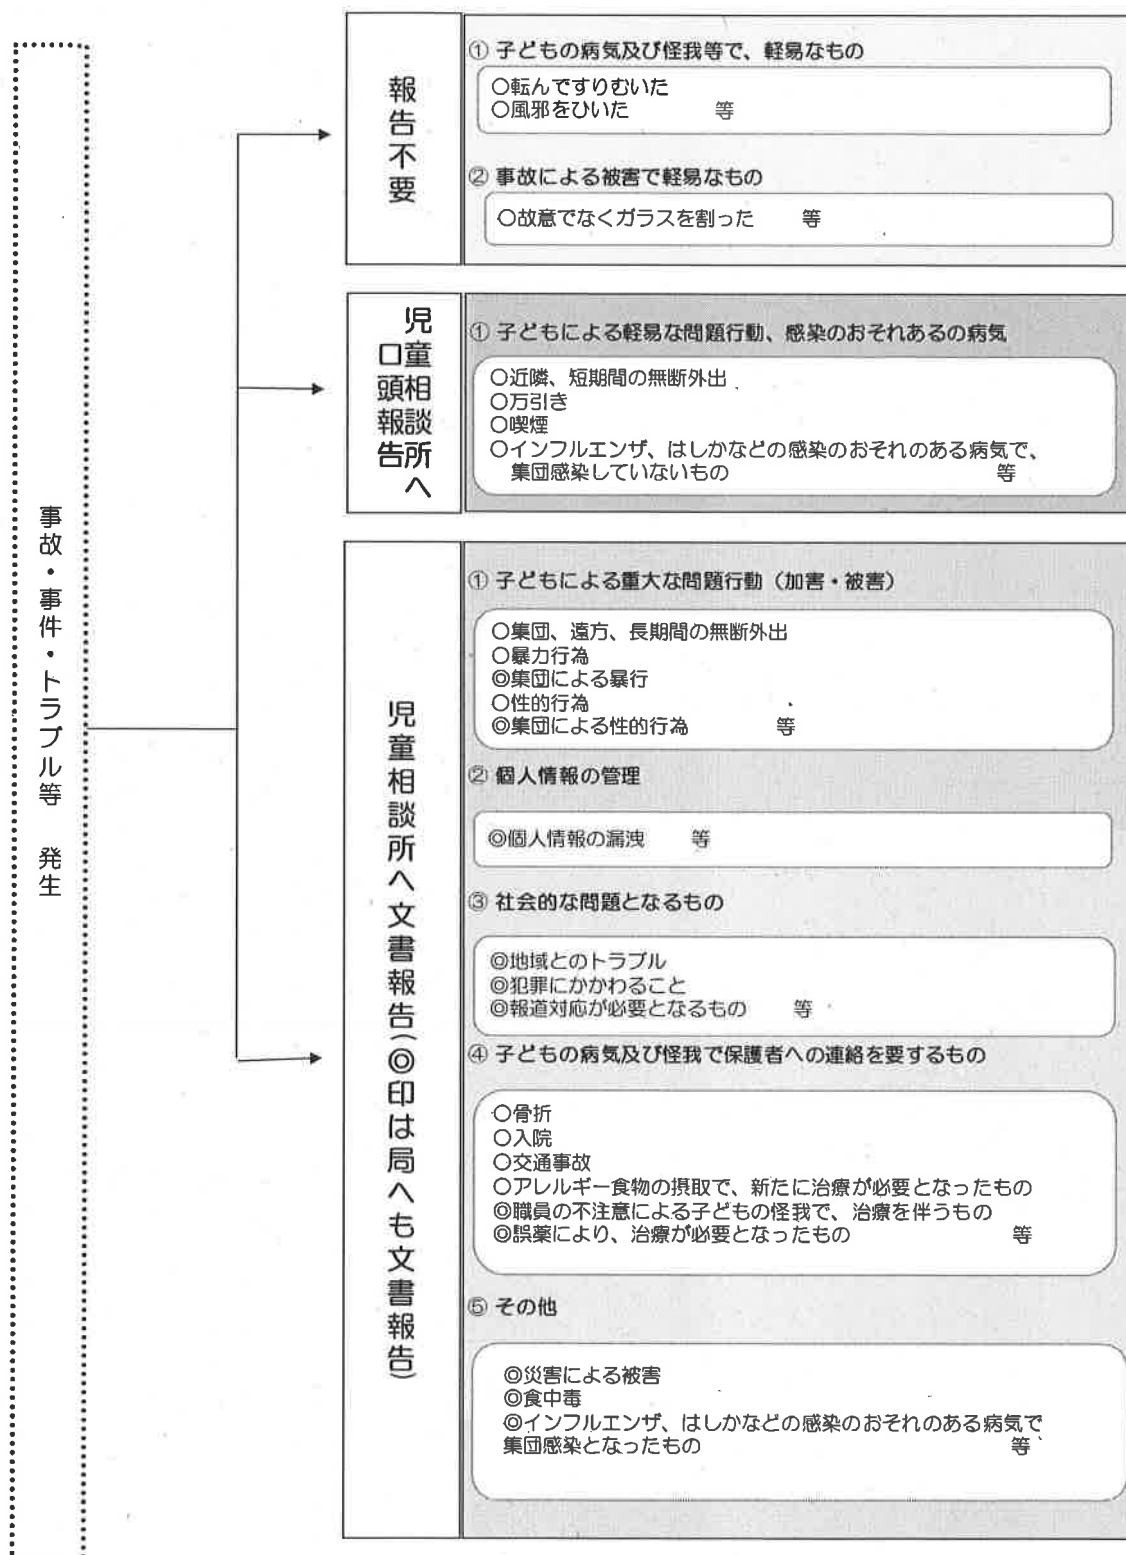 事故・事件・トラブル等 発生
報告不要
① 子どもの病気及び怪我等で、軽易なもの
○転んですりむいた
○風邪をひいた 等
② 事故による被害で軽易なもの
○故意でなくガラスを割った 等
児童相談所へ
口頭報告
① 子どもによる軽易な問題行動、感染のおそれあるの病気
○近隣、短期間の無断外出
○万引き
○喫煙
○インフルエンザ、はしかなどの感染のおそれのある病気で、
集団感染していないもの 等
児童相談所へ文書報告(◎印は局へも文書報告)
① 子どもによる重大な問題行動（加害・被害）
○集団、遠方、長期間の無断外出
○暴力行為
◎集団による暴行
○性的行為
◎集団による性的行為 等
② 個人情報の管理
◎個人情報の漏洩 等
③ 社会的な問題となるもの
◎地域とのトラブル
◎犯罪にかかわること
◎報道対応が必要となるもの 等
④ 子どもの病気及び怪我で保護者への連絡を要するもの
○骨折
○入院
○交通事故
○アレルギー食物の摂取で、新たに治療が必要となったもの
◎職員の不注意による子どもの怪我で、治療を伴うもの
◎誤薬により、治療が必要となったもの 等
⑤ その他
◎災害による被害
◎食中毒
◎インフルエンザ、はしかなどの感染のおそれのある病気で
集団感染となったもの 等